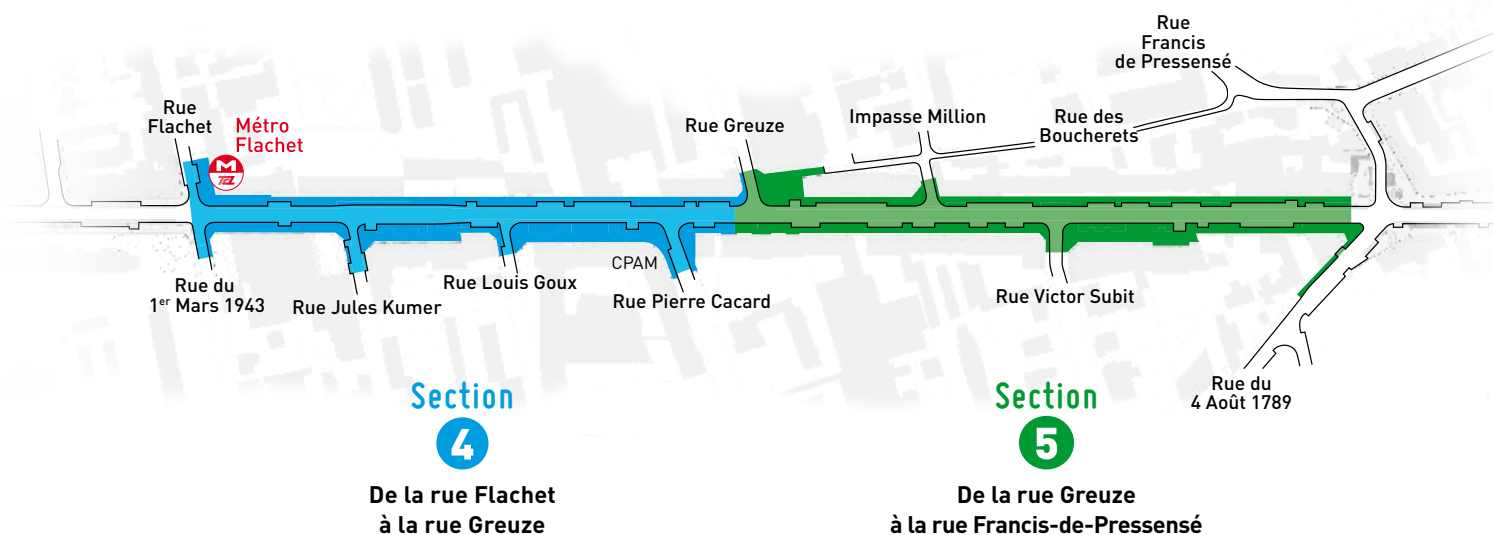 Rue
Francis
de Pressensé
Rue
Flachet
Métro
Flachet
M
TCL
Rue Greuze
Impasse Million
Rue des
Boucherets
Rue du
1er Mars 1943
Rue Jules Kumer
Rue Louis Goux
CPAM
Rue Pierre Cacard
Rue Victor Subit
Rue du
4 Août 1789
Section
4
De la rue Flachet
à la rue Greuze
Section
5
De la rue Greuze
à la rue Francis-de-Pressensé